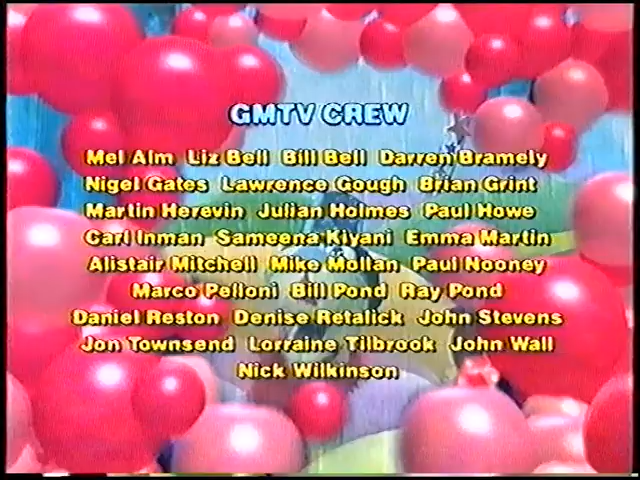 GMTV CREW
Mel Alm Liz Bell Bill Bell Darren Bramely
Nigel Gates Lawrence Gough Brian Grint
Martin Herevin Julian Holmes Paul Howe
Carl Inman Sameena Kiyani Emma Martin
Alistair Mitchell Mike Mollan Paul Nooney
Marco Pelloni Bill Pond Ray Pond
Daniel Reston Denise Retalick John Stevens
Jon Townsend Lorraine Tilbrook John Wall
Nick Wilkinson